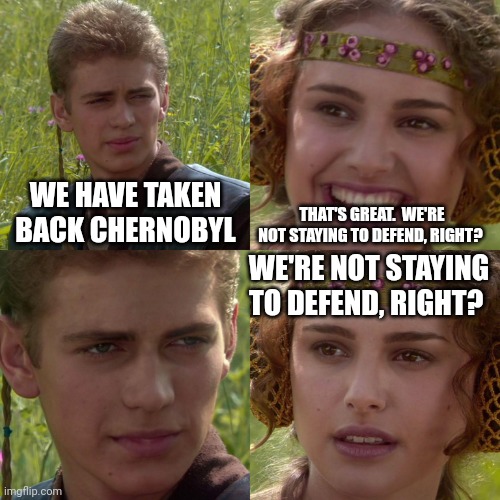 WE HAVE TAKEN
BACK CHERNOBYL
THAT'S GREAT. WE'RE
NOT STAYING TO DEFEND, RIGHT?
WE'RE NOT STAYING
TO DEFEND, RIGHT?
imgflip.com